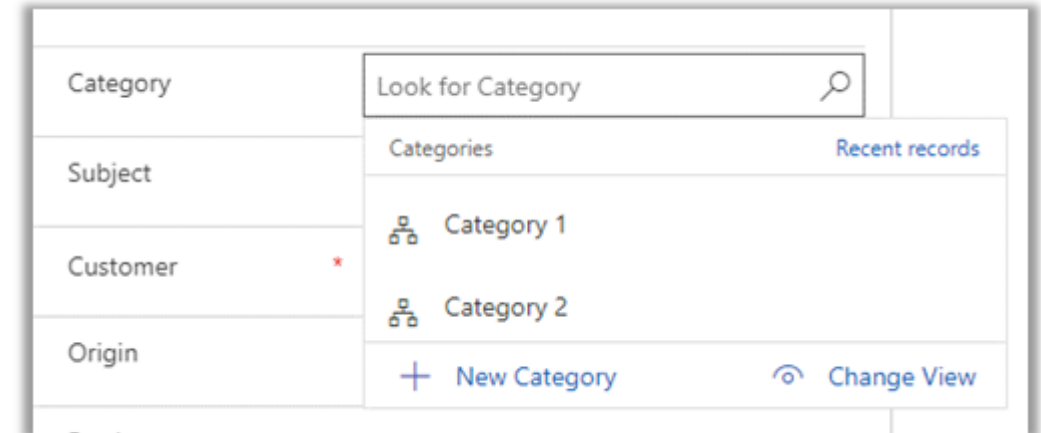 Category
Look for Category
Categories Recent records
Subject
Category 1
Customer *
Category 2
Origin
New Category Change View